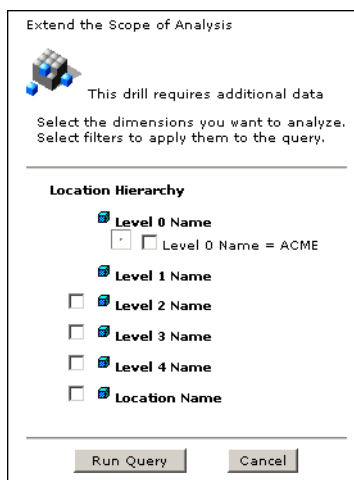 Extend the Scope of Analysis
This drill requires additional data
Select the dimensions you want to analyze.
Select filters to apply them to the query.
Location Hierarchy
Level 0 Name
Level 0 Name = ACME
Level 1 Name
Level 2 Name
Level 3 Name
Level 4 Name
Location Name
Run Query Cancel